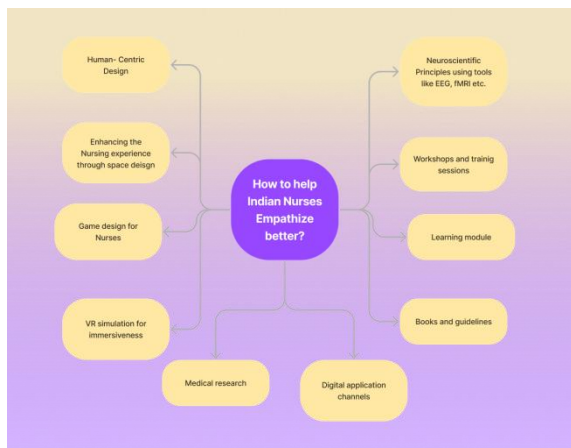 Human- Centric
Design
Enhancing the
Nursing experience
through space deisgn
Game design for
Nurses
VR simulation for
immersiveness
How to help
Indian Nurses
Empathize
better?
Neuroscientific
Principles using tools
like EEG, fMRI etc.
Workshops and trainig
sessions
Learning module
Books and guidelines
Medical research
Digital application
channels